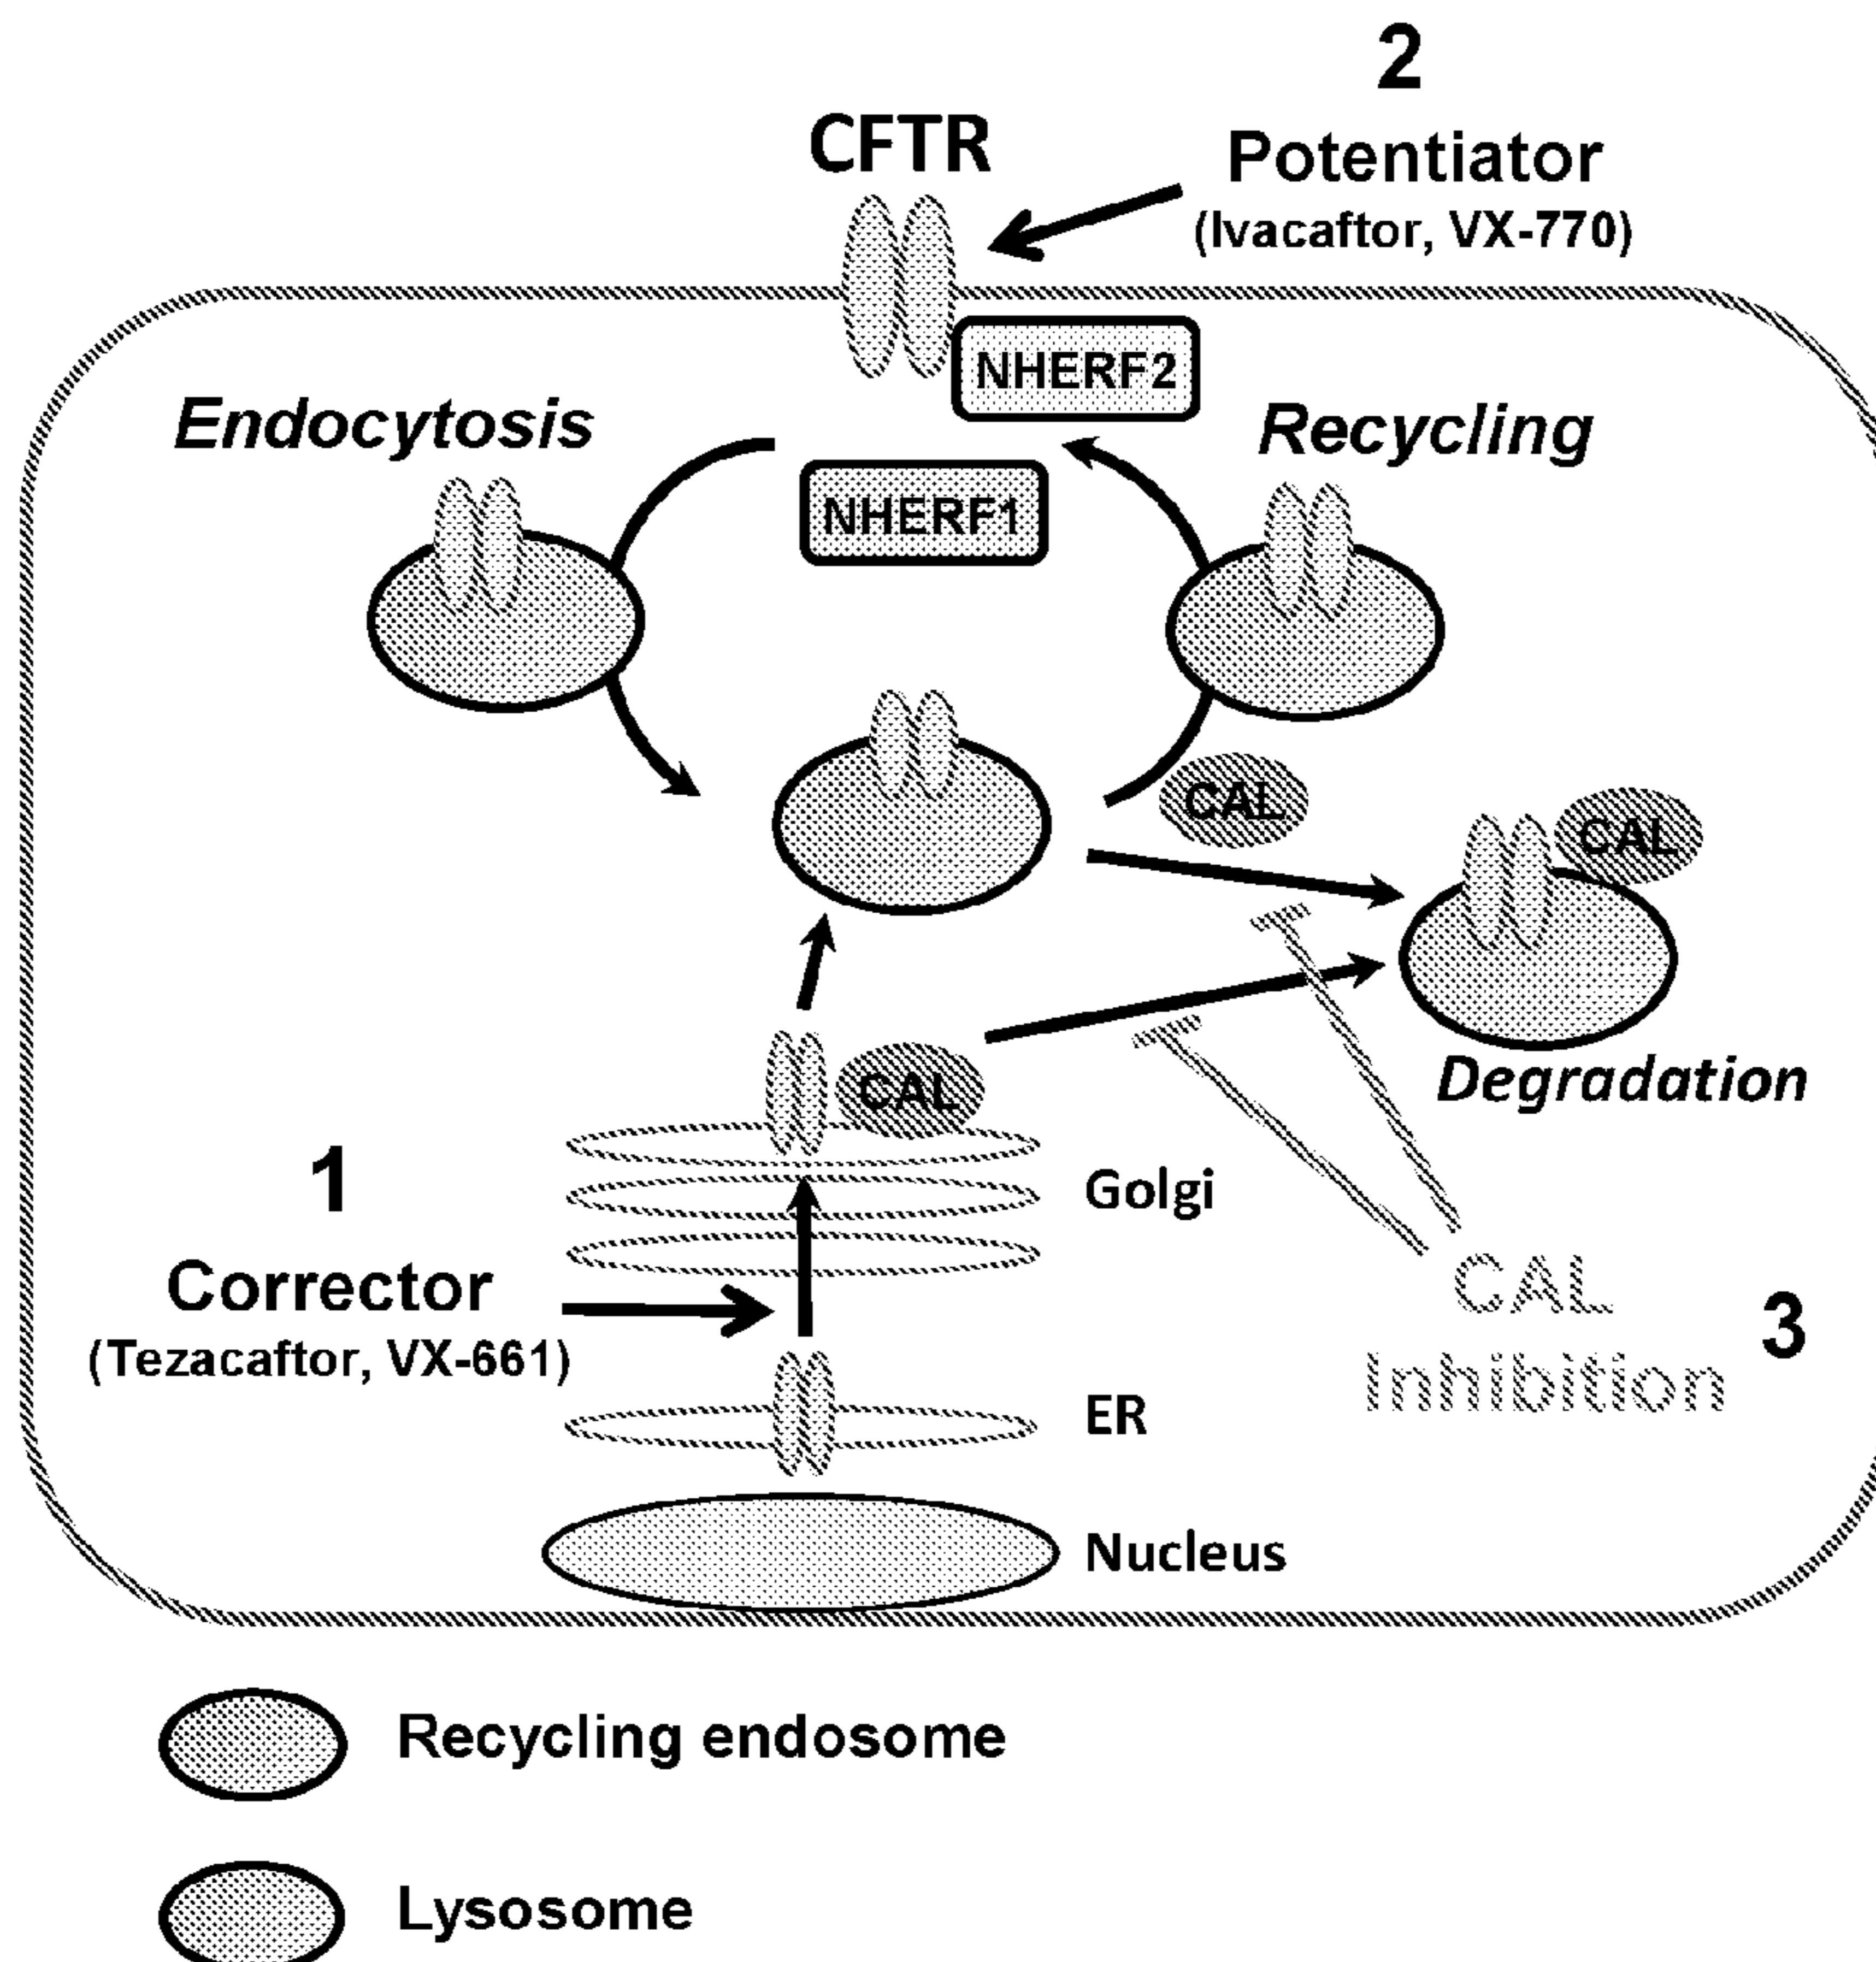 2
CFTR
Potentiator
(Ivacaftor, VX-770)
NHERF2
Endocytosis
Recycling
NHERF1
CAL
CAL
CAL
Degradation
1
Golgi
Corrector
(Tezacaftor, VX-661)
CAL
Inhibition
3
ER
Nucleus
Recycling endosome
Lysosome